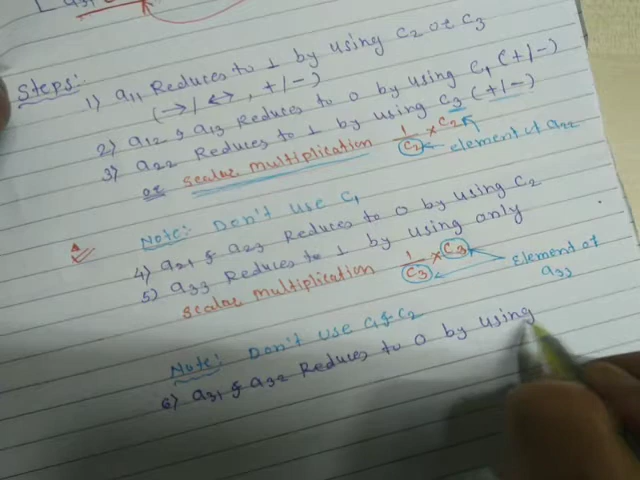 a31
Steps:
1) a11 Reduces to 1 by using C2 or C3
(→/↔, +/-)
2) a12 & a13 Reduces to 0 by using C1 (+/-)
3) a22 Reduces to 1 by using C3 (+/-)
or scalar multiplication 1/C2 × C2 element of a22
Note: Don't use C1
4) a21 & a23 Reduces to 0 by using C2
5) a33 Reduces to 1 by using only
scalar multiplication 1/C3 × C3 Element of a33
Note: Don't use C1 & C2
6) a31 & a32 Reduces to 0 by using